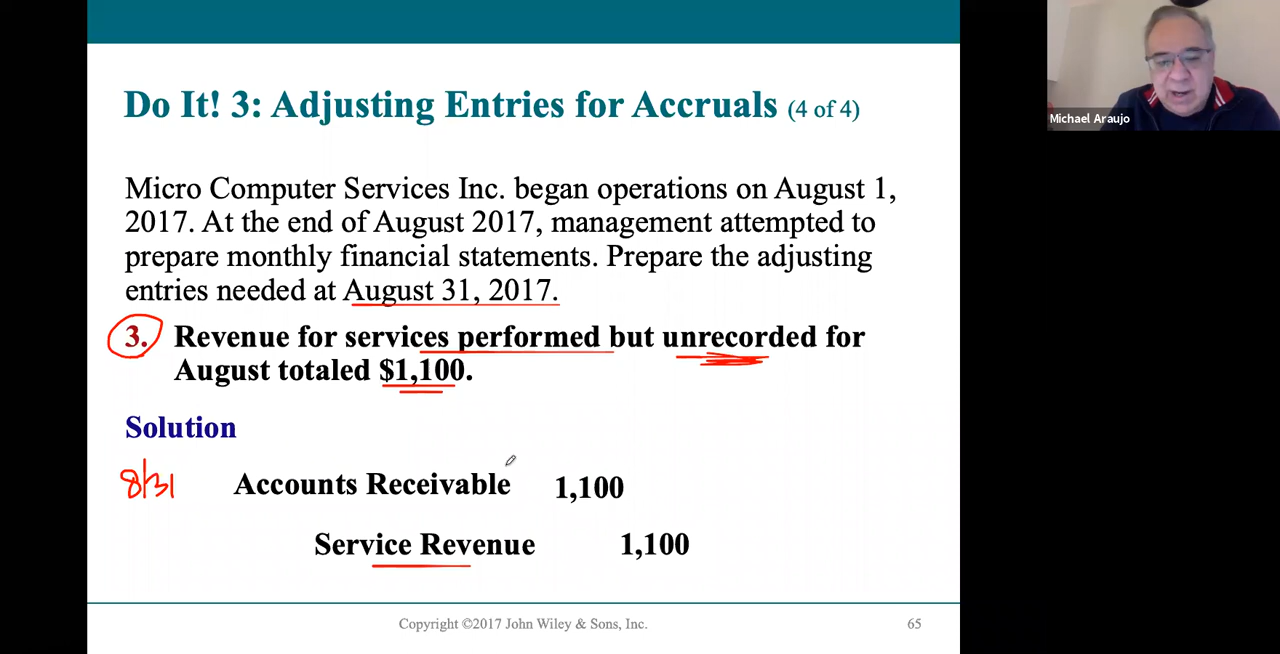 Do It! 3: Adjusting Entries for Accruals (4 of 4)
Micro Computer Services Inc. began operations on August 1,
2017. At the end of August 2017, management attempted to
prepare monthly financial statements. Prepare the adjusting
entries needed at August 31, 2017.
3. Revenue for services performed but unrecorded for
August totaled $1,100.
Solution
8/31 Accounts Receivable 1,100
Service Revenue 1,100
Copyright ©2017 John Wiley & Sons, Inc. 65
Michael Araujo